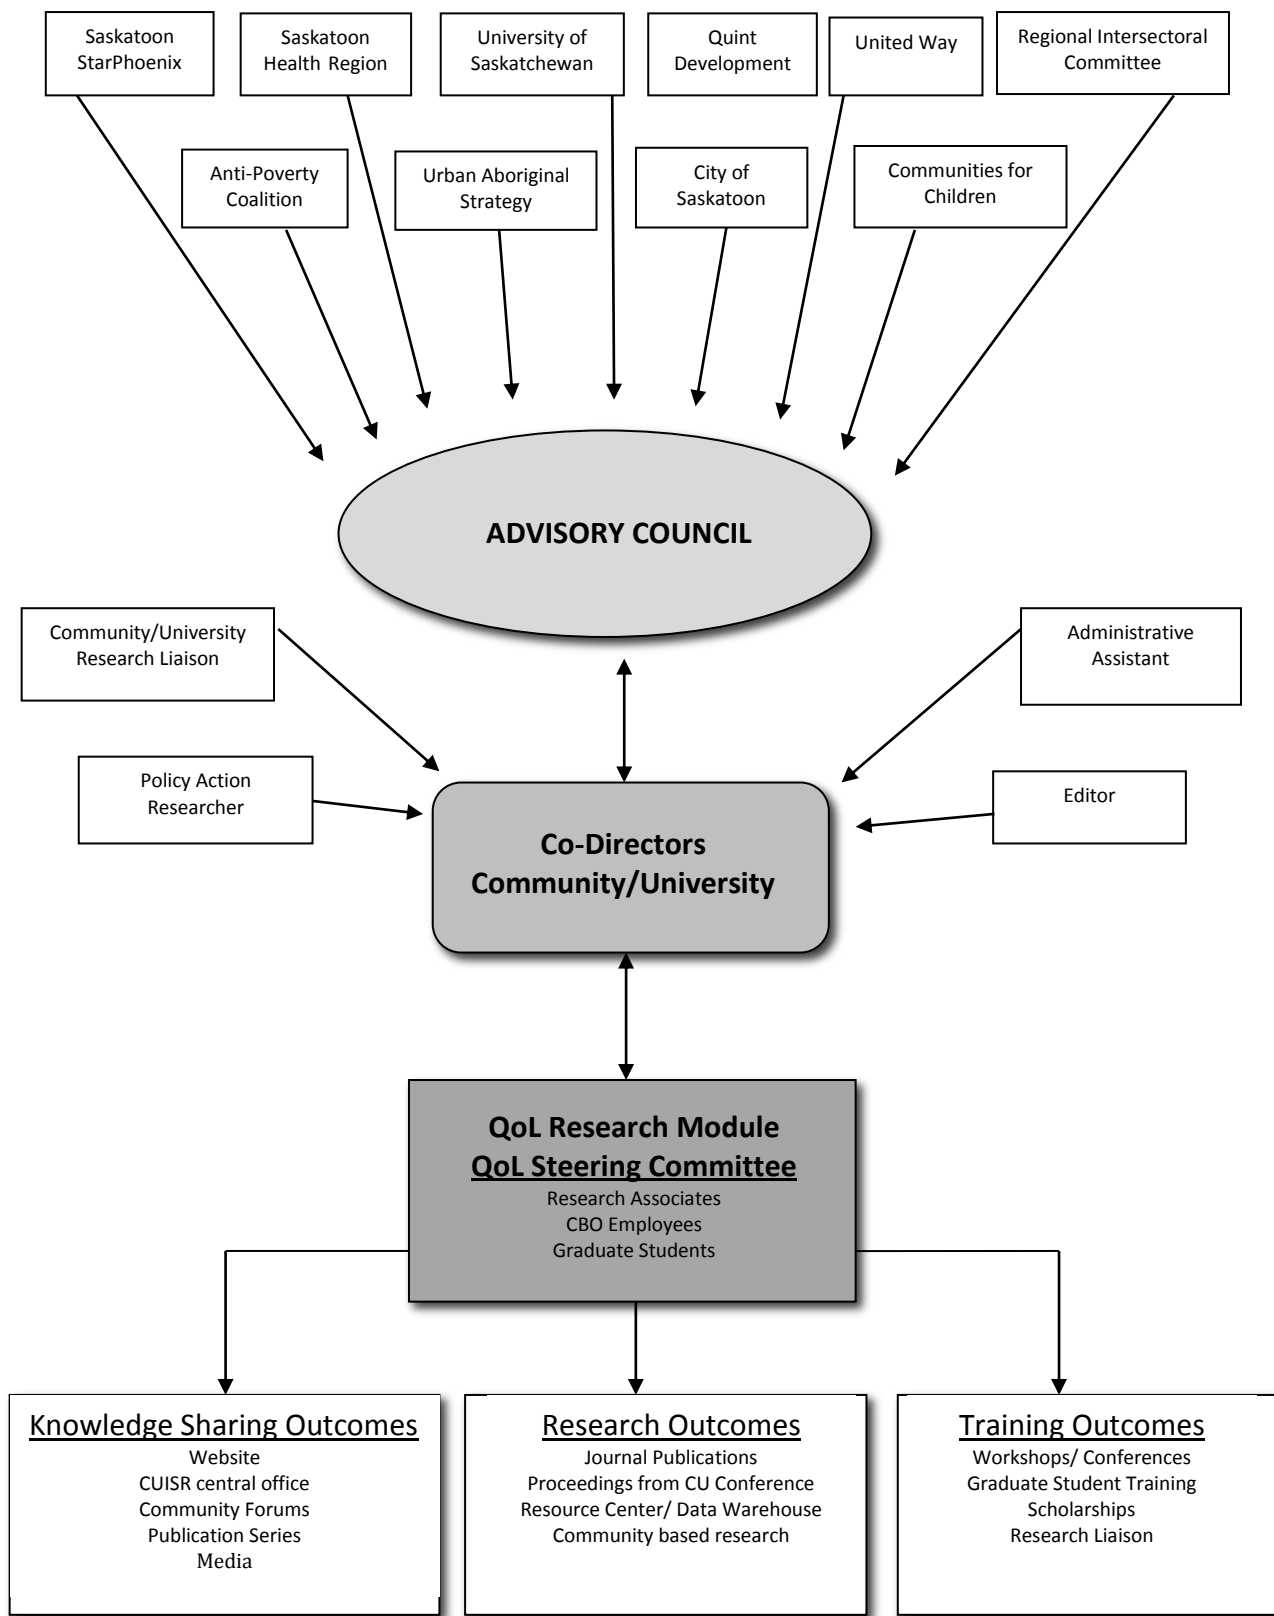 Saskatoon
StarPhoenix
Saskatoon
Health Region
University of
Saskatchewan
Quint
Development
United Way
Regional Intersectoral
Committee
Anti-Poverty
Coalition
Urban Aboriginal
Strategy
City of
Saskatoon
Communities for
Children
ADVISORY COUNCIL
Community/University
Research Liaison
Administrative
Assistant
Policy Action
Researcher
Editor
Co-Directors
Community/University
QoL Research Module
QoL Steering Committee
Research Associates
CBO Employees
Graduate Students
Knowledge Sharing Outcomes
Website
CUISR central office
Community Forums
Publication Series
Media
Research Outcomes
Journal Publications
Proceedings from CU Conference
Resource Center/ Data Warehouse
Community based research
Training Outcomes
Workshops/ Conferences
Graduate Student Training
Scholarships
Research Liaison